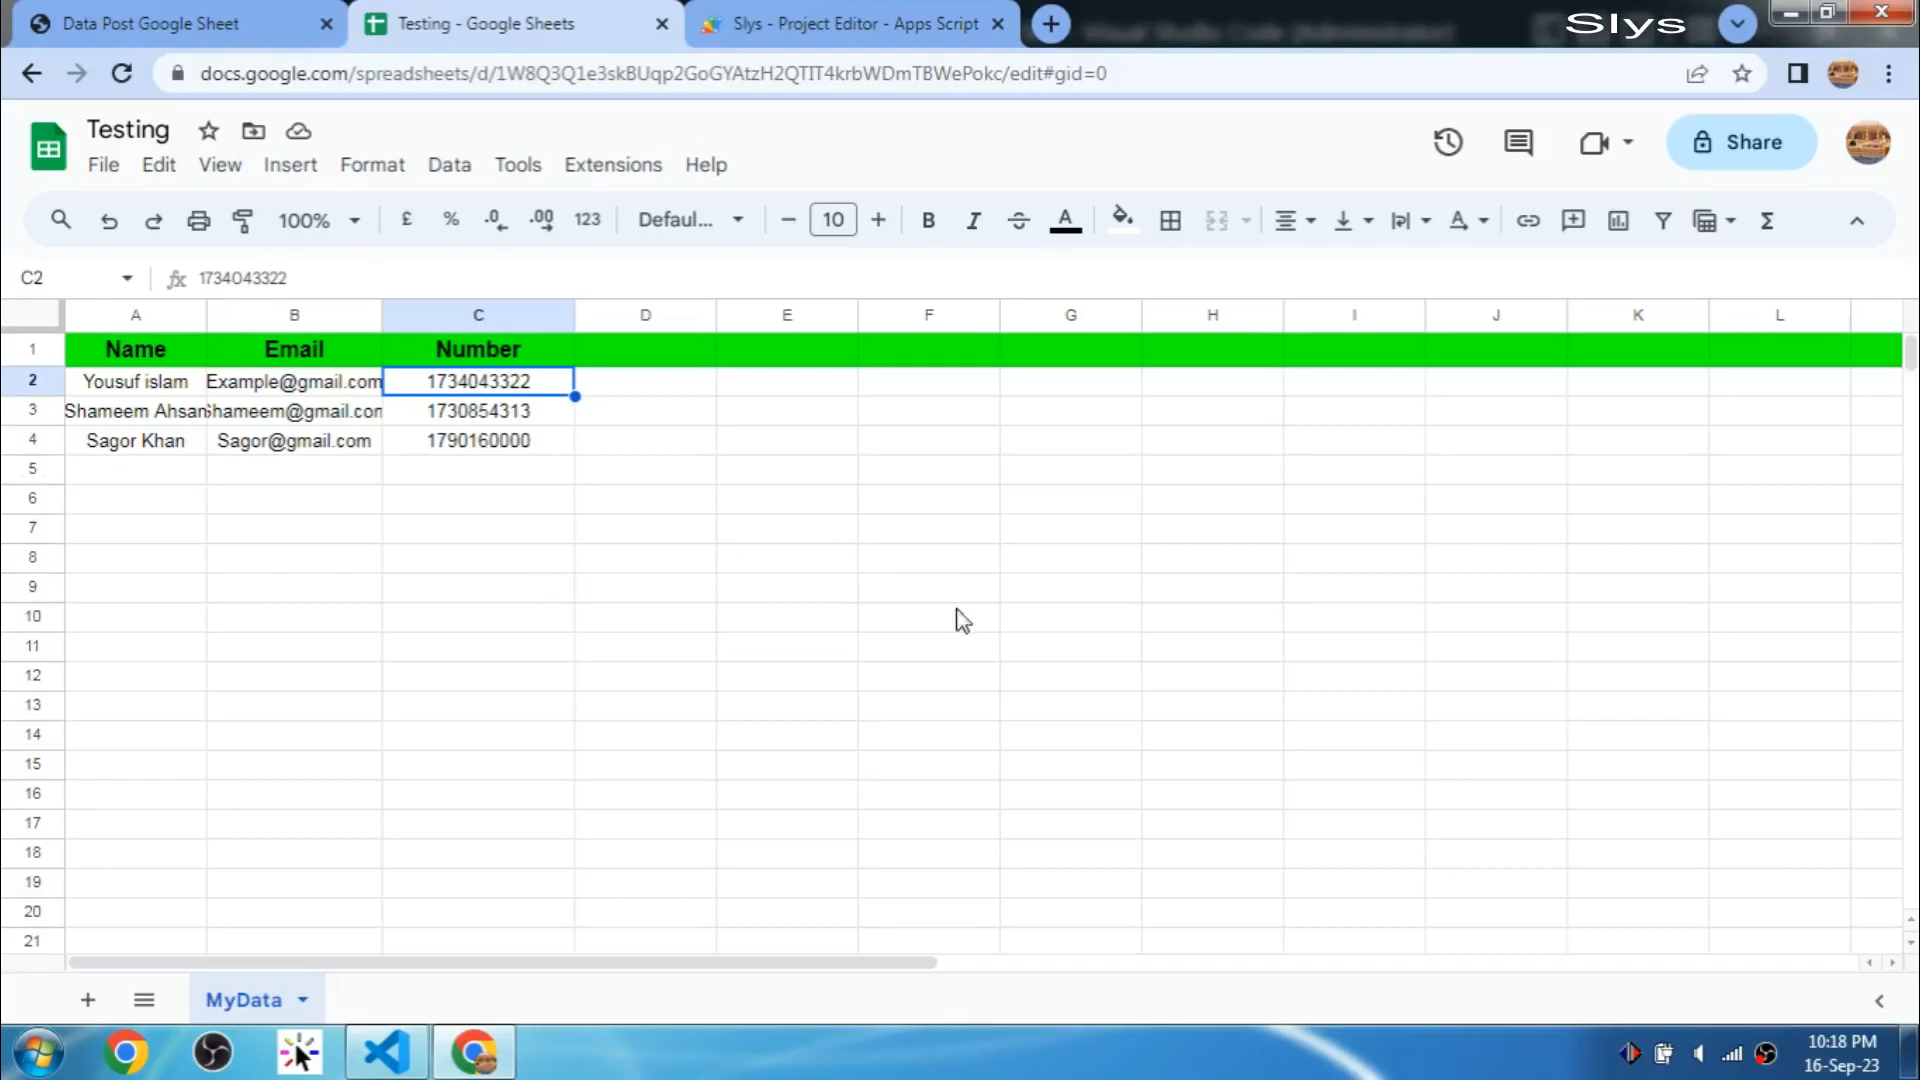 Data Post Google Sheet
Testing - Google Sheets
Slys - Project Editor - Apps Script
Slys
docs.google.com/spreadsheets/d/1W8Q3Q1e3skBUqp2GoGYAtzH2QTIT4krbWDmTBWePokc/edit#gid=0
Testing
File Edit View Insert Format Data Tools Extensions Help
Share
100% £ % .0 .00 123 Defaul... 10 B I A
C2 fx 1734043322
A B C D E F G H I J K L
1 Name Email Number
2 Yousuf islam Example@gmail.com 1734043322
3 Shameem Ahsan hameem@gmail.con 1730854313
4 Sagor Khan Sagor@gmail.com 1790160000
5
6
7
8
9
10
11
12
13
14
15
16
17
18
19
20
21
MyData
10:18 PM
16-Sep-23